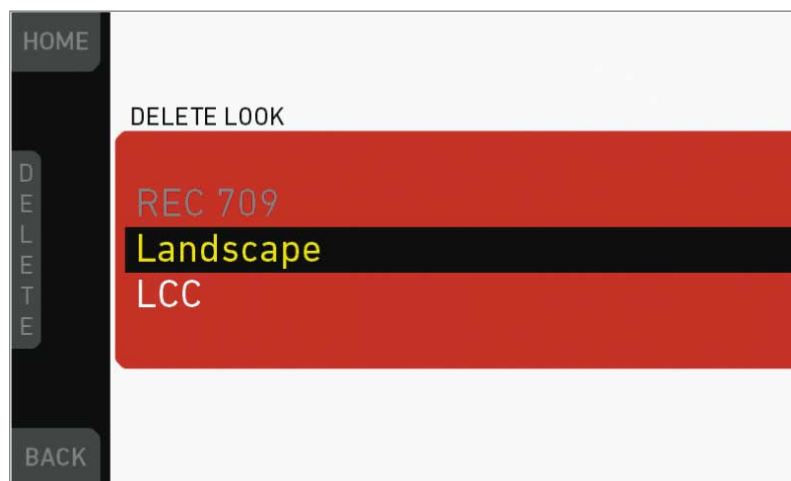 HOME
DELETE LOOK
DELETE
REC 709
Landscape
LCC
BACK